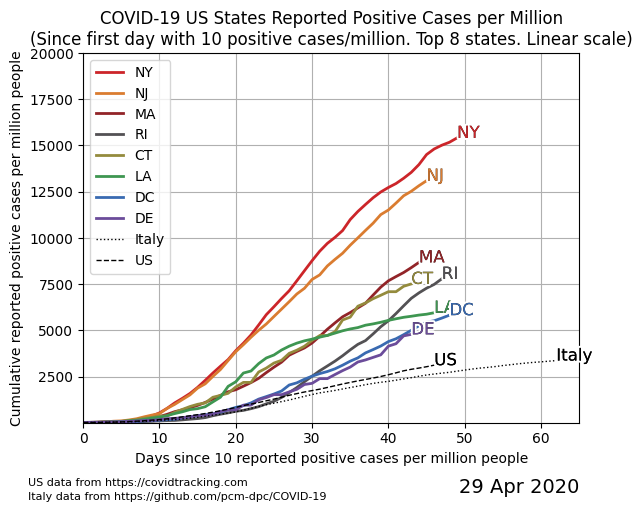 COVID-19 US States Reported Positive Cases per Million
(Since first day with 10 positive cases/million. Top 8 states. Linear scale)
Cumulative reported positive cases per million people
20000
17500
15000
12500
10000
7500
5000
2500
NY
NJ
MA
RI
CT
LA
DC
DE
Italy
US
NY
NJ
MA
RI
CT
LA
DC
DE
US
Italy
0
10
20
30
40
50
60
Days since 10 reported positive cases per million people
US data from https://covidtracking.com
Italy data from https://github.com/pcm-dpc/COVID-19
29 Apr 2020